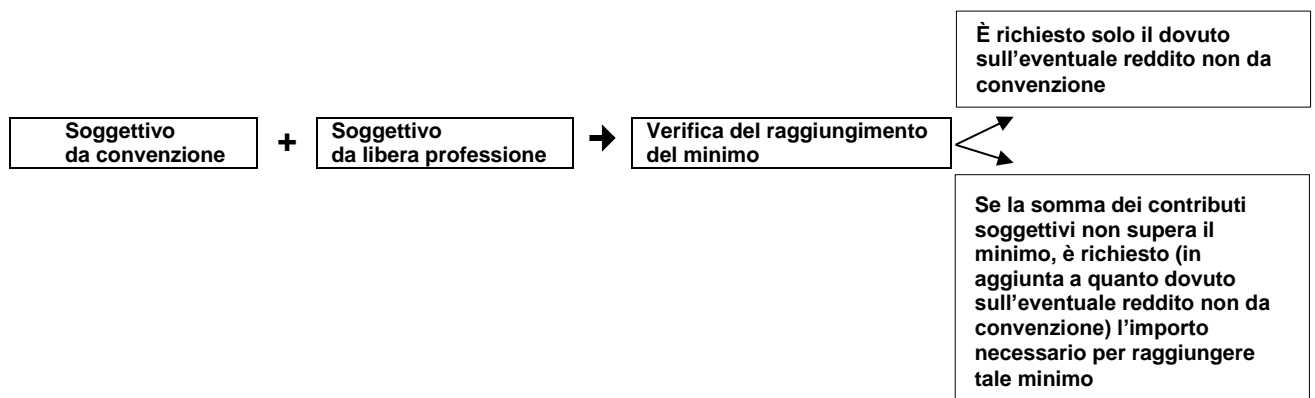 È richiesto solo il dovuto
sull'eventuale reddito non da
convenzione
Soggettivo
da convenzione
+
Soggettivo
da libera professione
Verifica del raggiungimento
del minimo
Se la somma dei contributi
soggettivi non supera il
minimo, è richiesto (in
aggiunta a quanto dovuto
sull'eventuale reddito non da
convenzione) l'importo
necessario per raggiungere
tale minimo